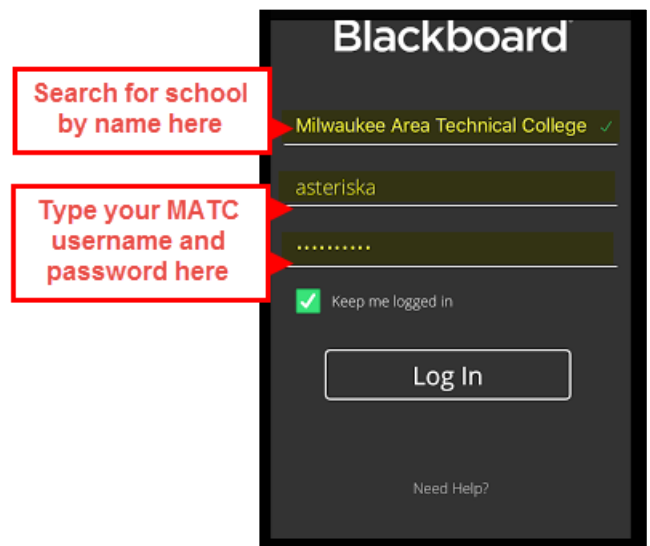 Blackboard
Search for school
by name here
Milwaukee Area Technical College ✓
asteriska
Type your MATC
username and
password here
••••••••••
Keep me logged in
Log In
Need Help?